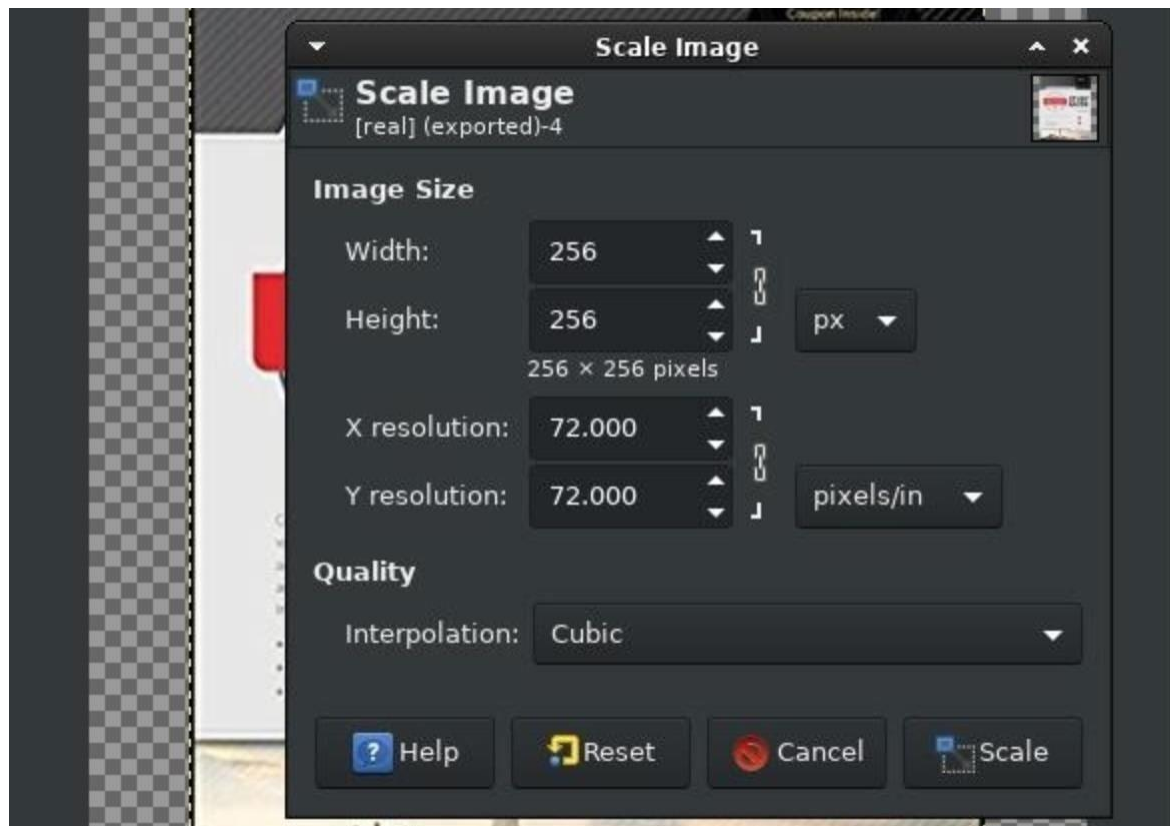 Coupon Inside
Scale Image
Scale Image
[real] (exported)-4
Image Size
Width: 256
Height: 256 px
256 × 256 pixels
X resolution: 72.000
Y resolution: 72.000 pixels/in
Quality
Interpolation: Cubic
Help Reset Cancel Scale